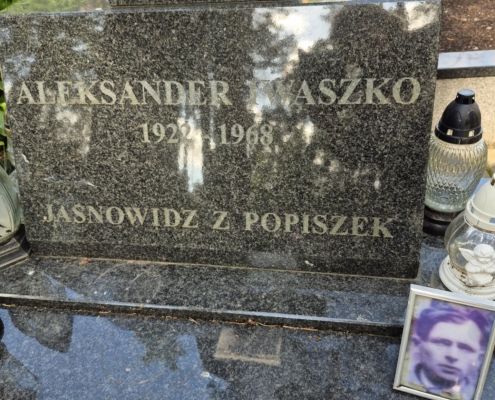 ALEKSANDER IWASZKO
1922 - 1968
JASNOWIDZ Z POPISZEK